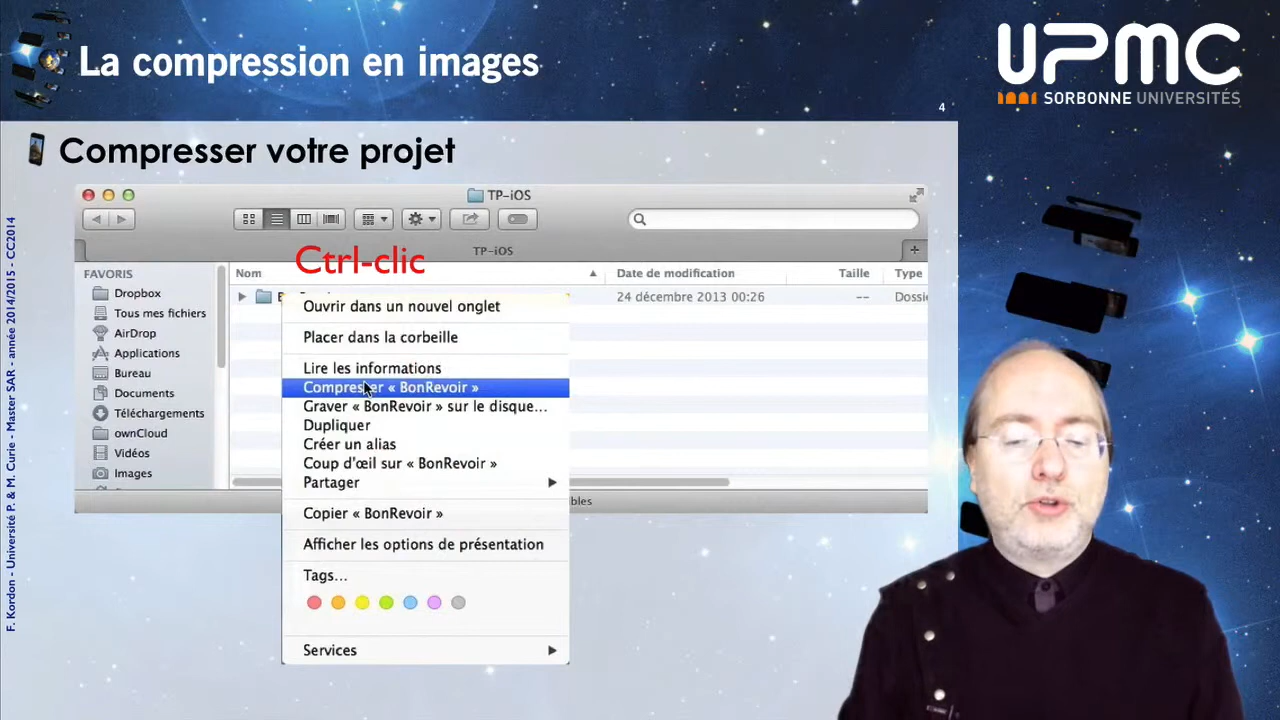 La compression en images
UPMC
SORBONNE UNIVERSITÉS
4
Compresser votre projet
TP-iOS
TP-iOS
Ctrl-clic
FAVORIS
Dropbox
Tous mes fichiers
AirDrop
Applications
Bureau
Documents
Téléchargements
ownCloud
Vidéos
Images
Nom
Date de modification
Taille
Type
24 décembre 2013 00:26
--
Ouvrir dans un nouvel onglet
Placer dans la corbeille
Lire les informations
Compresser « BonRevoir »
Graver « BonRevoir » sur le disque...
Dupliquer
Créer un alias
Coup d'œil sur « BonRevoir »
Partager
Copier « BonRevoir »
Afficher les options de présentation
Tags...
Services
F. Kordon - Université P. & M. Curie - Master SAR - année 2014/2015 - CC2014